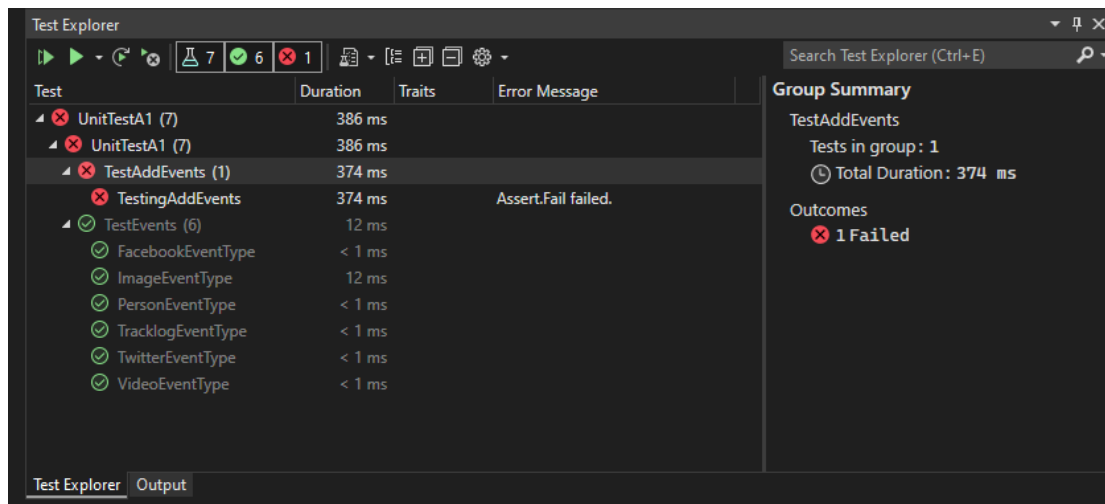 Test Explorer
7 6 1
Search Test Explorer (Ctrl+E)
Test Duration Traits Error Message
UnitTestA1 (7) 386 ms
UnitTestA1 (7) 386 ms
TestAddEvents (1) 374 ms
TestingAddEvents 374 ms Assert.Fail failed.
TestEvents (6) 12 ms
FacebookEventType < 1 ms
ImageEventType 12 ms
PersonEventType < 1 ms
TracklogEventType < 1 ms
TwitterEventType < 1 ms
VideoEventType < 1 ms
Group Summary
TestAddEvents
Tests in group: 1
Total Duration: 374 ms
Outcomes
1 Failed
Test Explorer Output